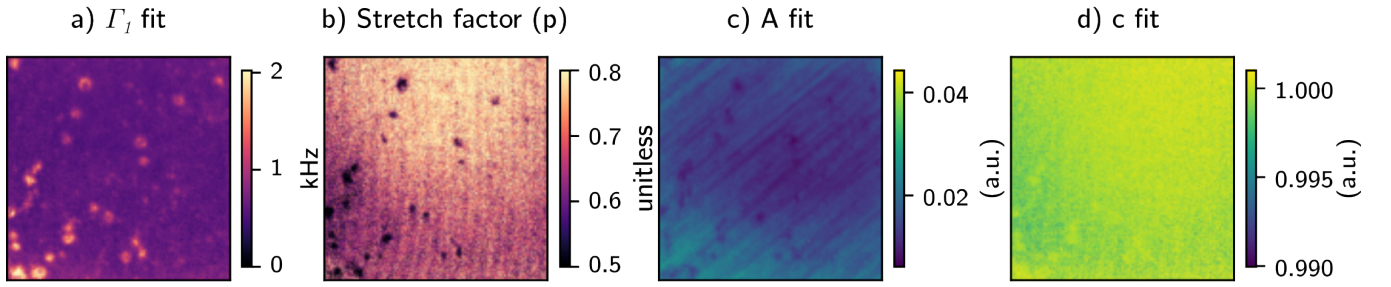 a) Γ₁ fit
b) Stretch factor (p)
c) A fit
d) c fit
2
1
0
kHz
0.8
0.7
0.6
0.5
unitless
0.04
0.02
(a.u.)
1.000
0.995
0.990
(a.u.)